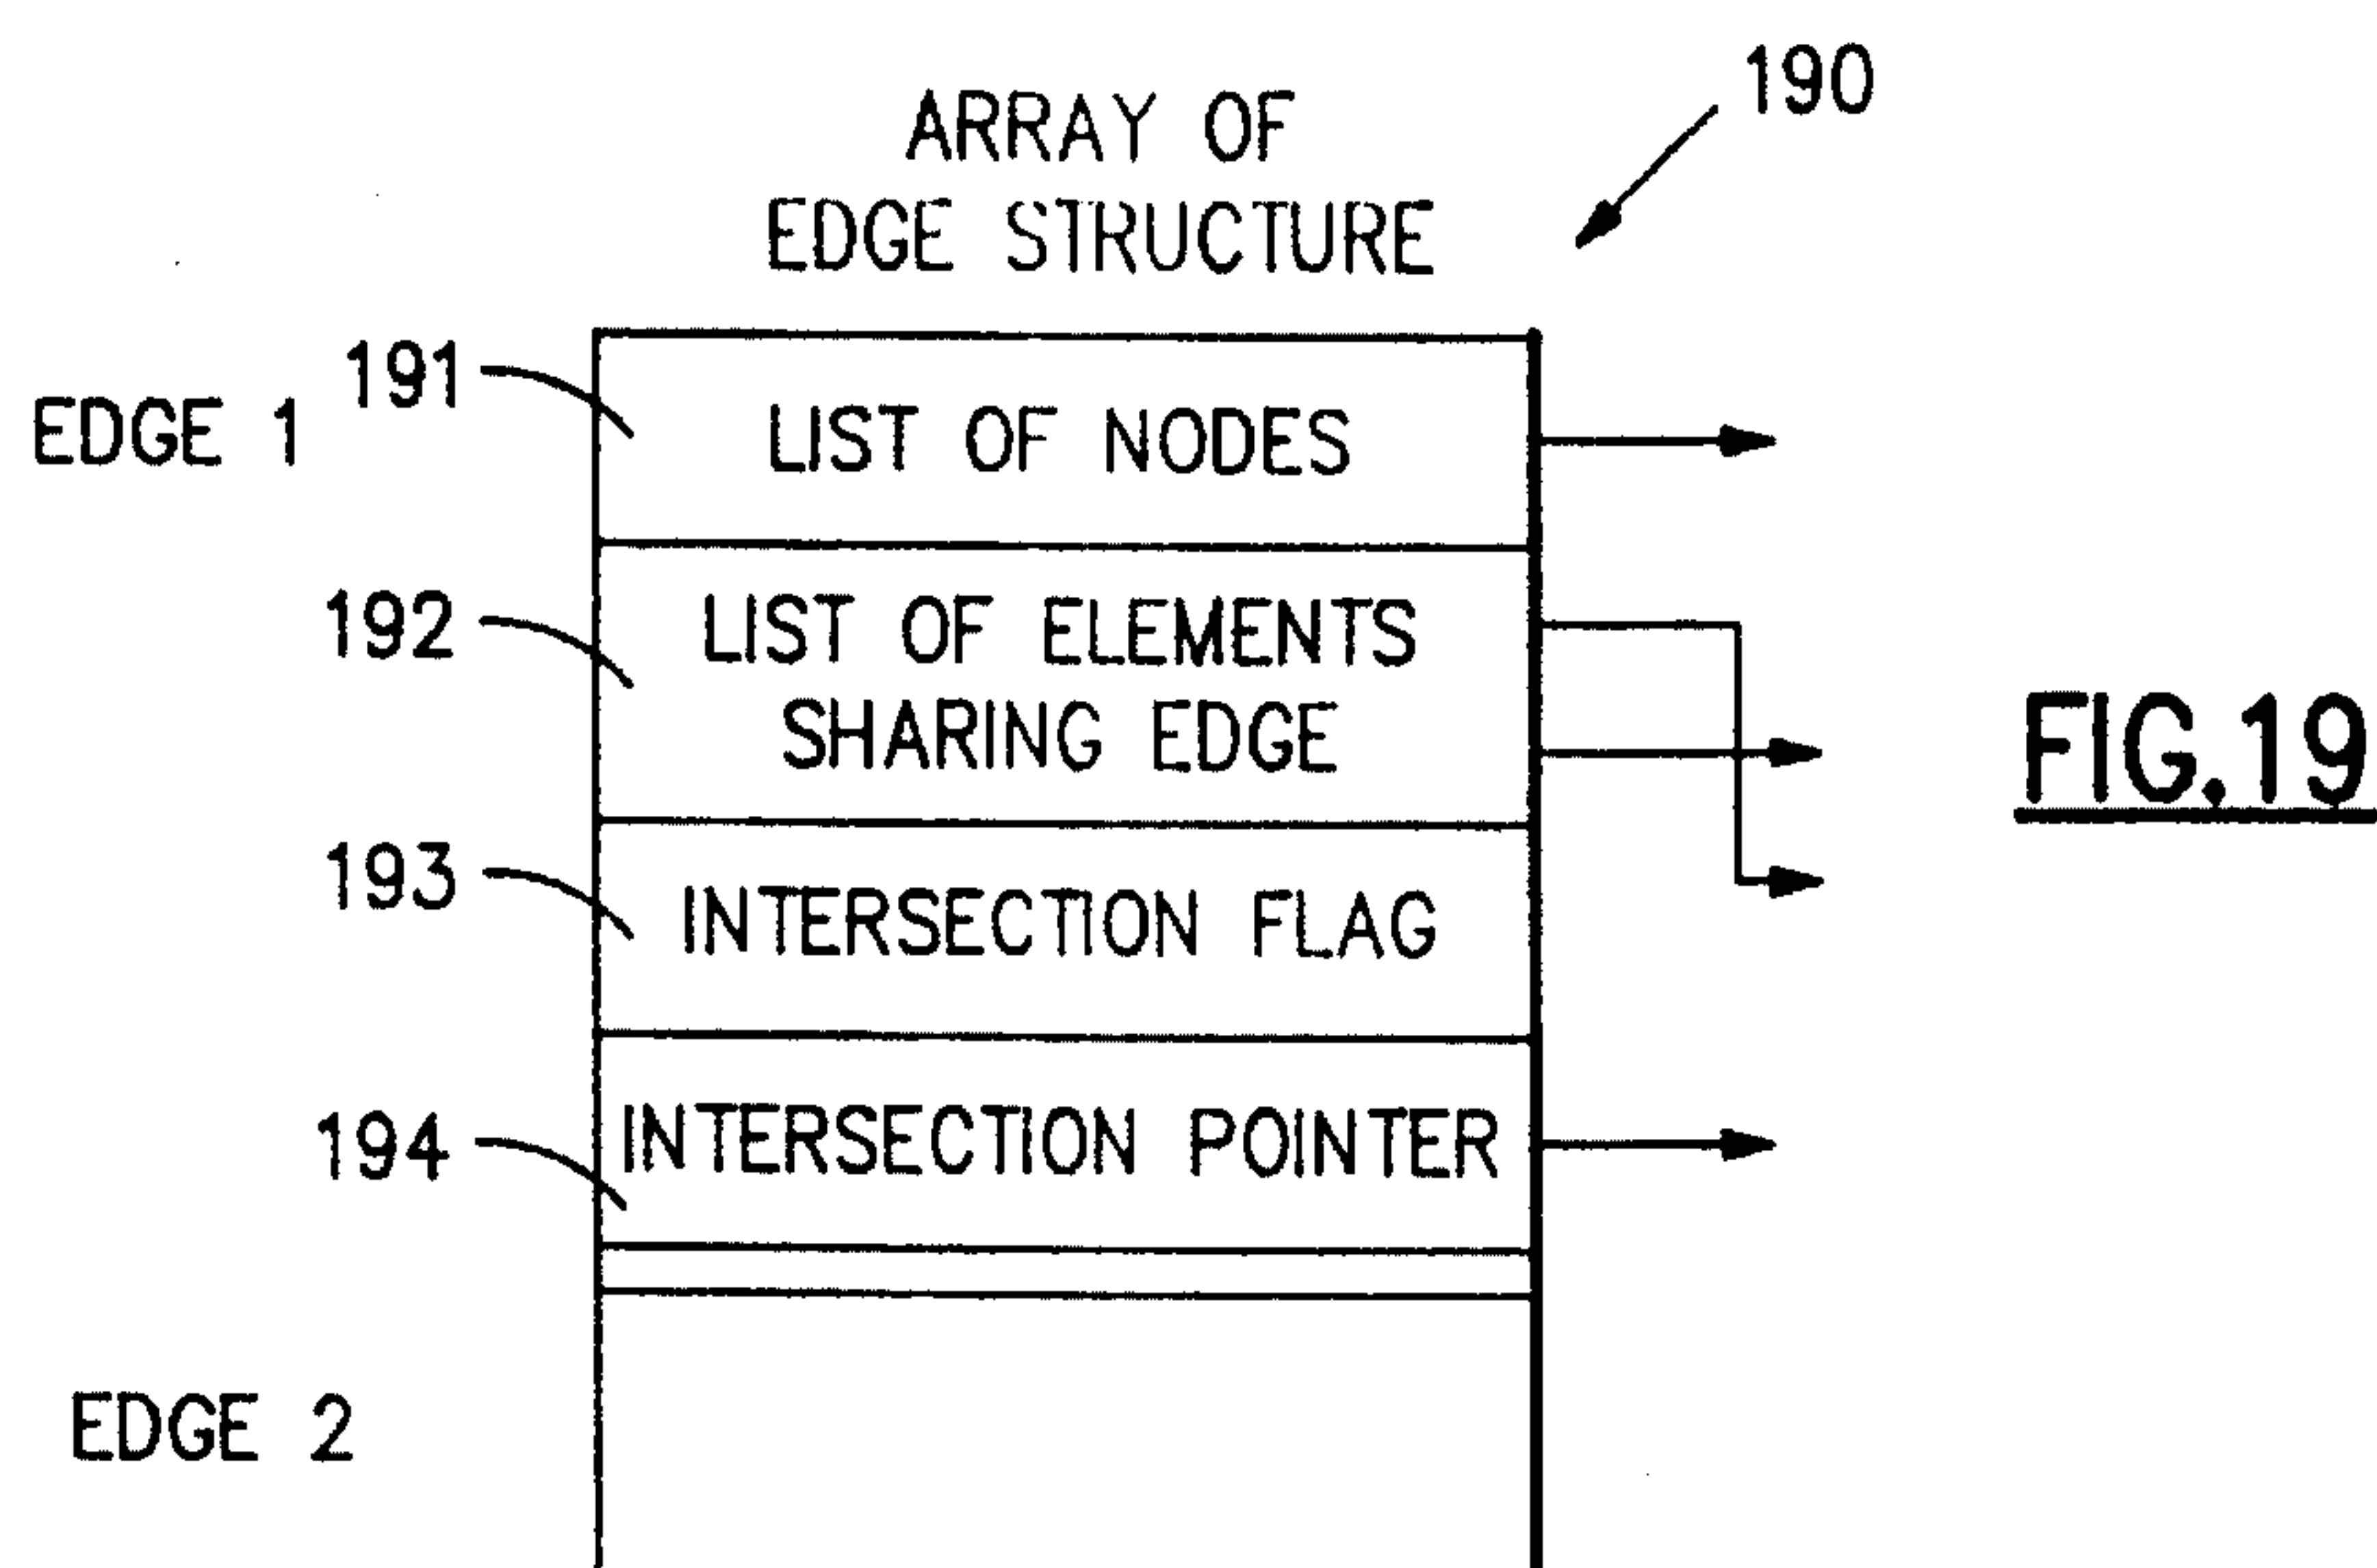 190
ARRAY OF
EDGE STRUCTURE
191
EDGE 1
LIST OF NODES
192
LIST OF ELEMENTS
SHARING EDGE
FIG.19
193
INTERSECTION FLAG
194
INTERSECTION POINTER
EDGE 2